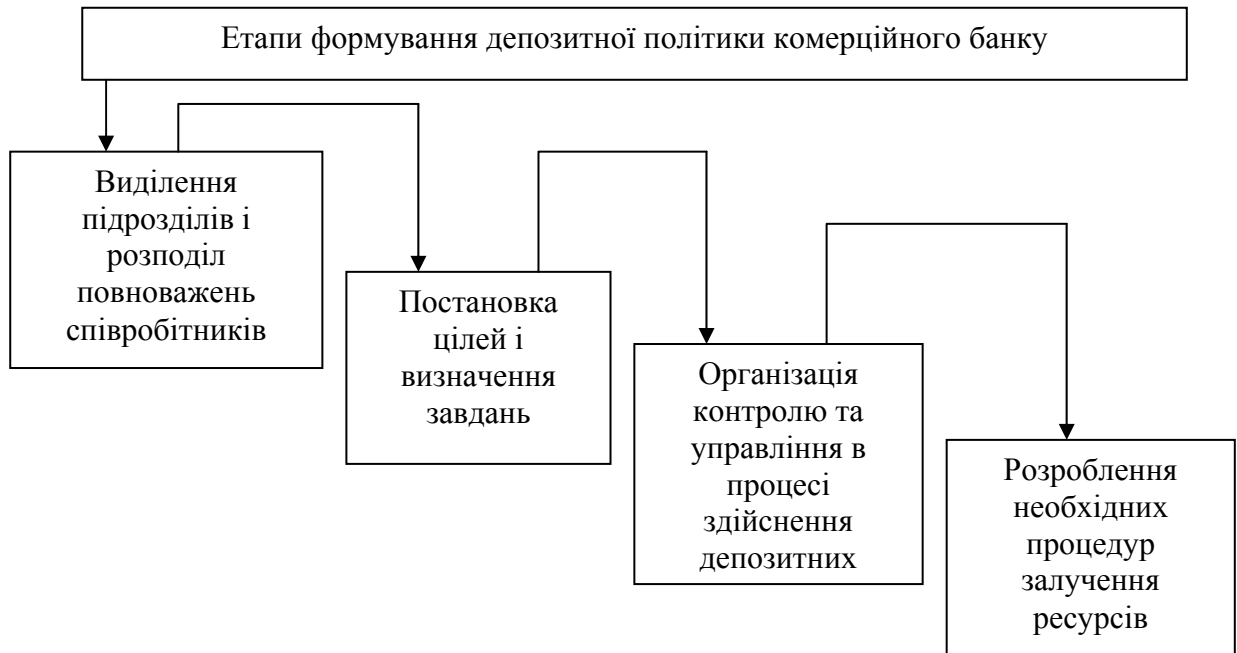 Етапи формування депозитної політики комерційного банку
Виділення
підрозділів і
розподіл
повноважень
співробітників
Постановка
цілей і
визначення
завдань
Організація
контролю та
управління в
процесі
здійснення
депозитних
Розроблення
необхідних
процедур
залучення
ресурсів